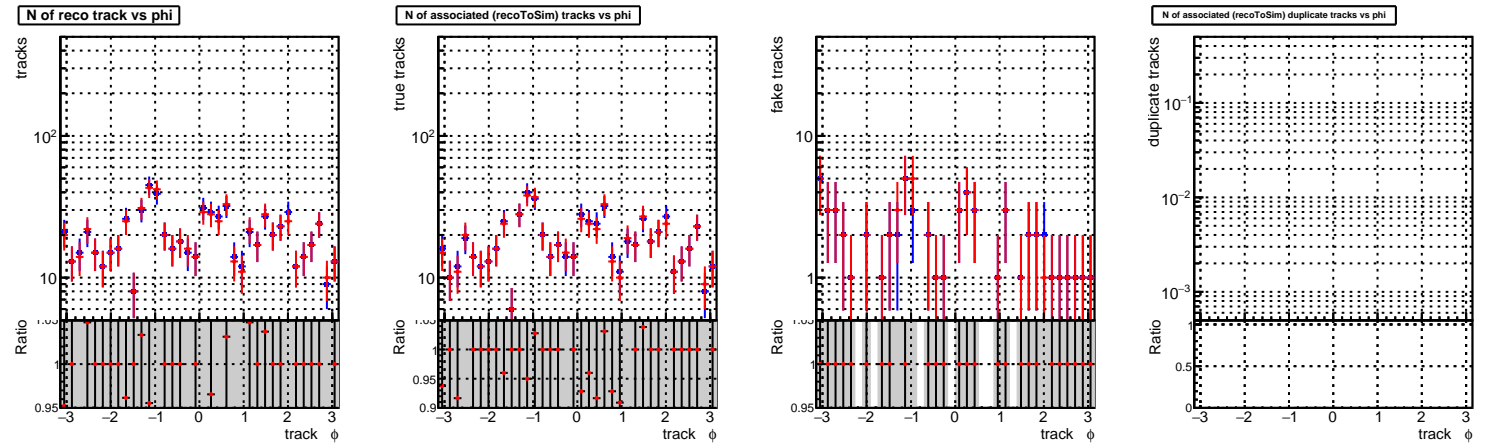 N of reco track vs phi
tracks
10²
10
Ratio
1.05
1
0.95
−3 −2 −1 0 1 2 3
track ϕ
N of associated (recoToSim) tracks vs phi
true tracks
10²
10
Ratio
1.05
1
0.95
0.9
−3 −2 −1 0 1 2 3
track ϕ
fake tracks
10
1
Ratio
1.05
1
0.95
−3 −2 −1 0 1 2 3
track ϕ
N of associated (recoToSim) duplicate tracks vs phi
duplicate tracks
10⁻¹
10⁻²
10⁻³
Ratio
1
0.5
0
−3 −2 −1 0 1 2 3
track ϕ